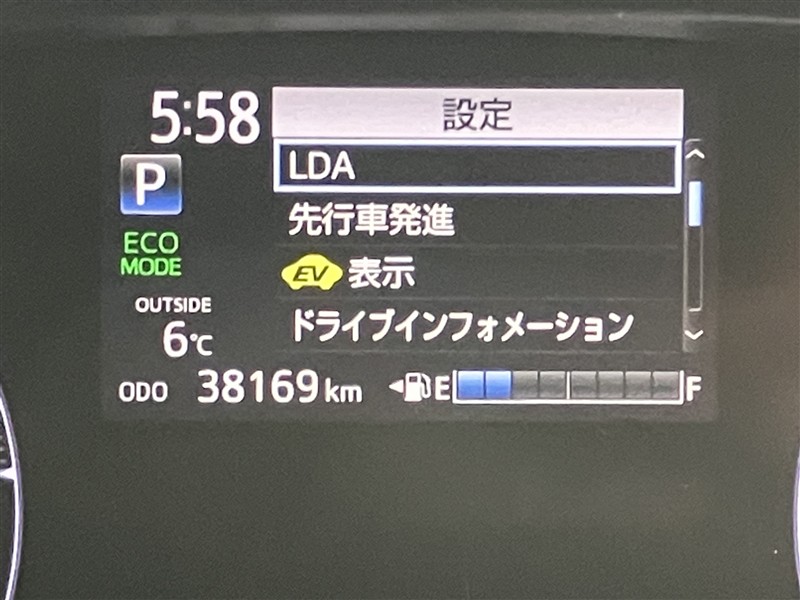 5:58
設定
P
LDA
先行車発進
ECO
MODE
EV 表示
OUTSIDE
6℃
ドライブインフォメーション
ODO 38169 km
E F